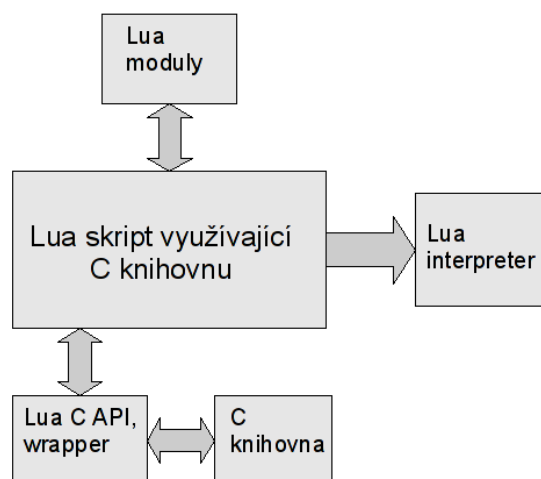 Lua
moduly
Lua skript využívající
C knihovnu
Lua
interpreter
Lua C API,
wrapper
C
knihovna